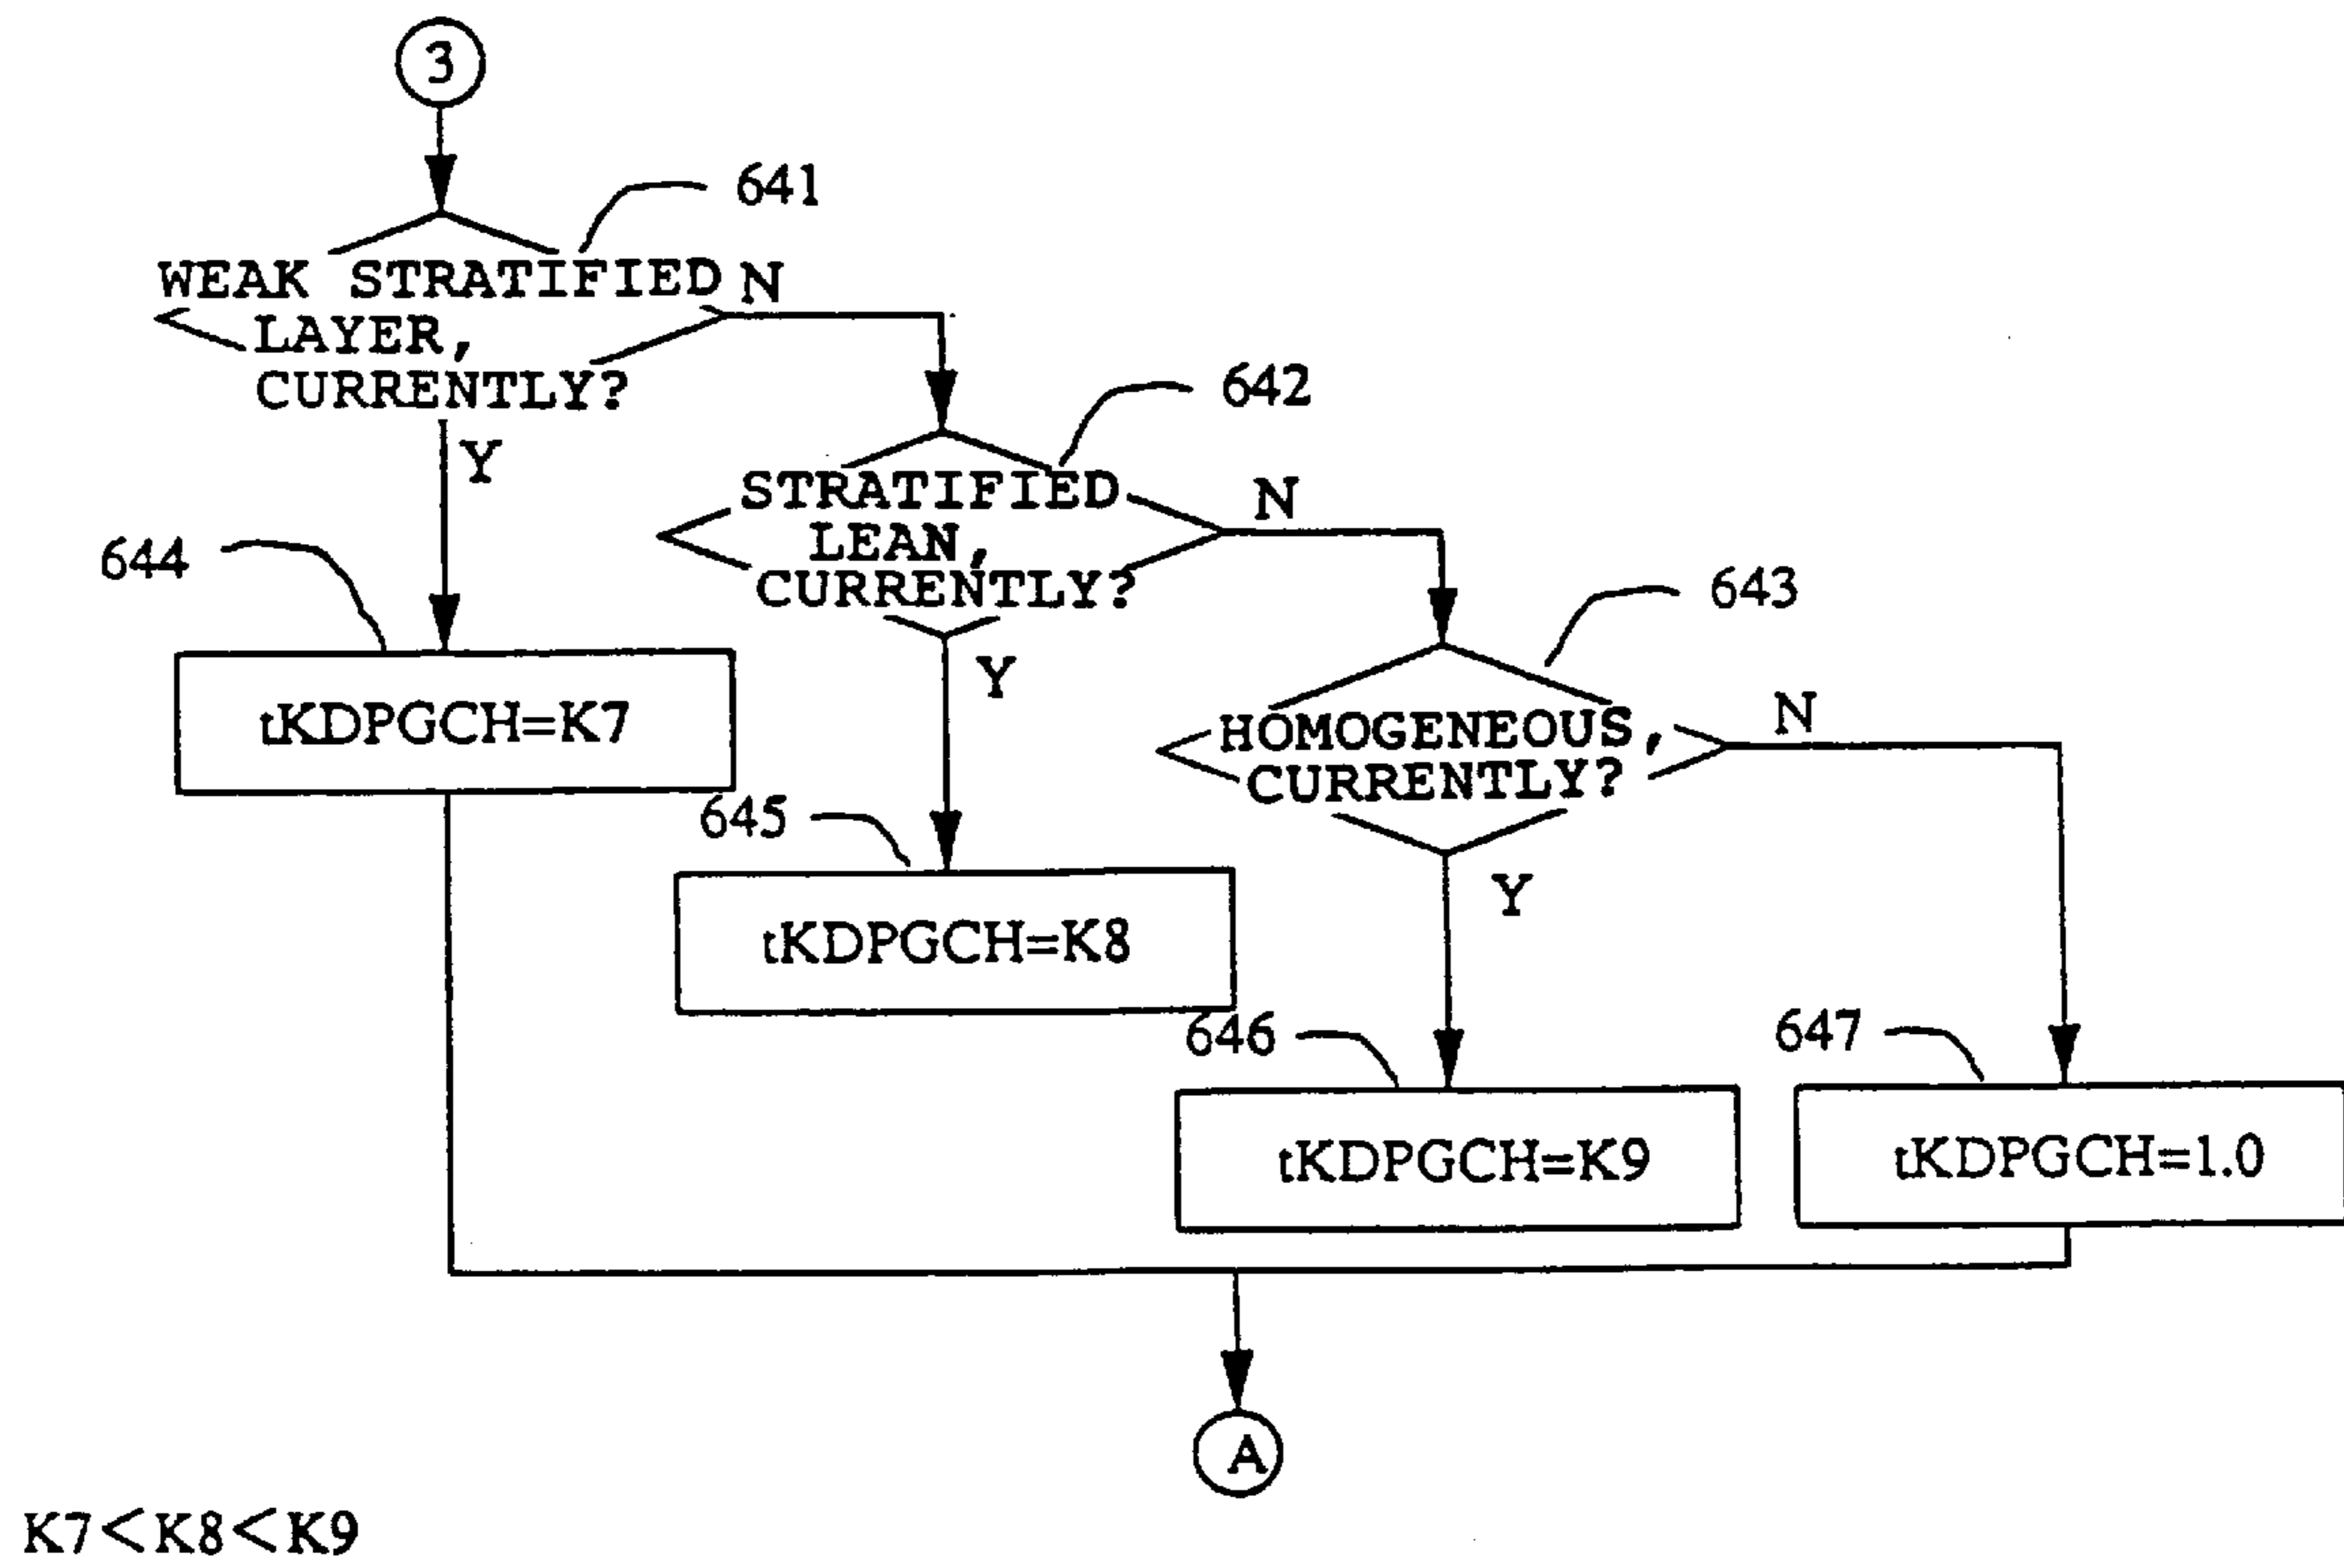 3
641
WEAK STRATIFIED
LAYER,
CURRENTLY?
N
Y
642
STRATIFIED
LEAN,
CURRENTLY?
N
Y
643
HOMOGENEOUS,
CURRENTLY?
N
Y
644
tKDPGCH=K7
645
tKDPGCH=K8
646
tKDPGCH=K9
647
tKDPGCH=1.0
A
K7<K8<K9